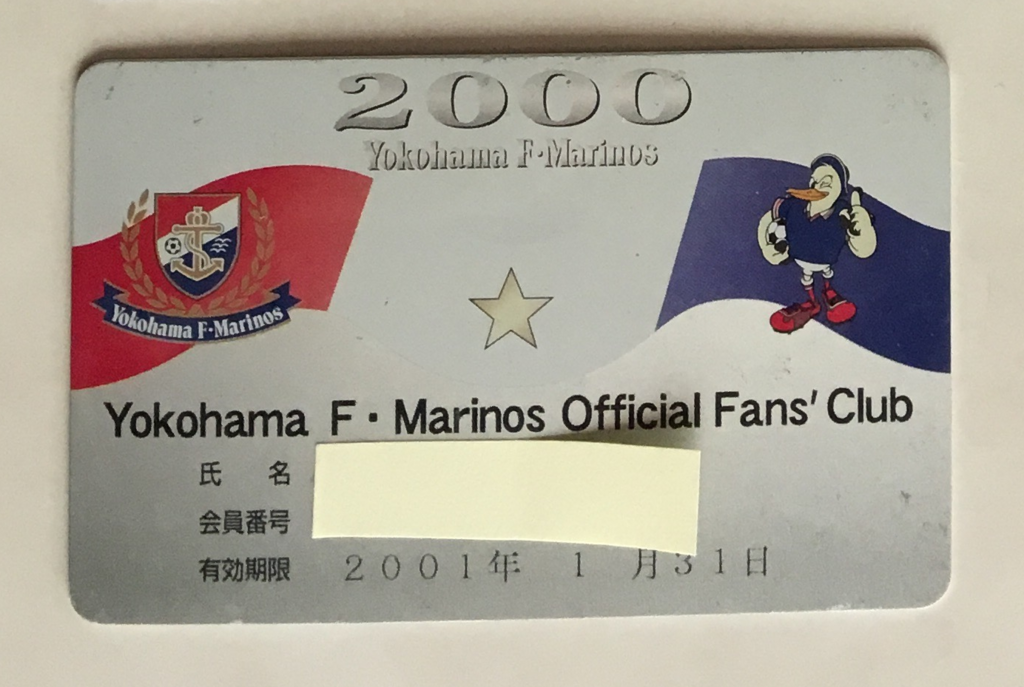 2000
Yokohama F·Marinos
Yokohama F·Marinos
Yokohama F・Marinos Official Fans' Club
氏　名
会員番号
有効期限 2001年 1 月31日